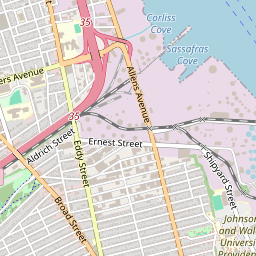 Corliss
Cove
35
Sassafras
Cove
ers Avenue
Allens Avenue
35
Aldrich Street
Eddy Street
Ernest Street
Shipyard Street
Broad Street
Johnson
and Wal
Universi
Providen